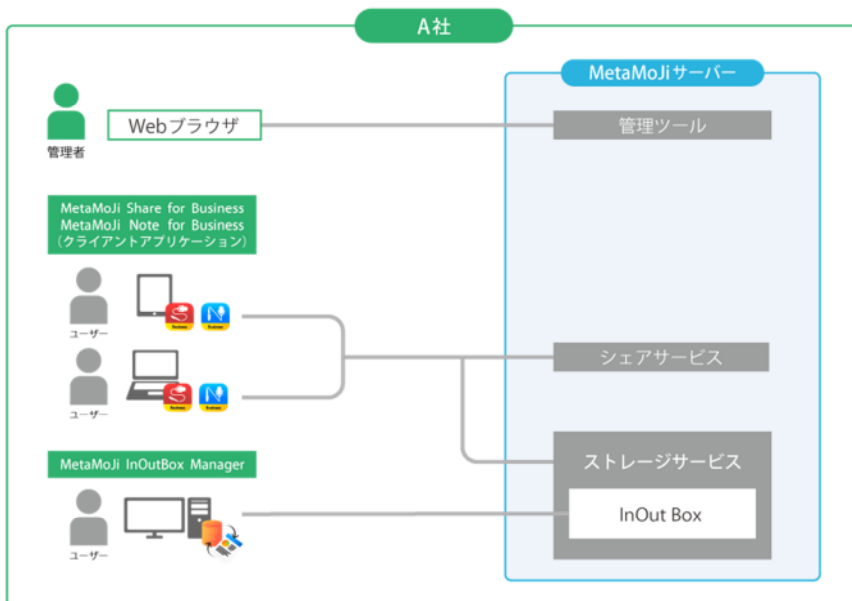 A社
MetaMoJiサーバー
管理者
Webブラウザ
管理ツール
MetaMoJi Share for Business
MetaMoJi Note for Business
(クライアントアプリケーション)
ユーザー
Business
Business
シェアサービス
ユーザー
Business
Business
MetaMoJi InOutBox Manager
ストレージサービス
InOut Box
ユーザー